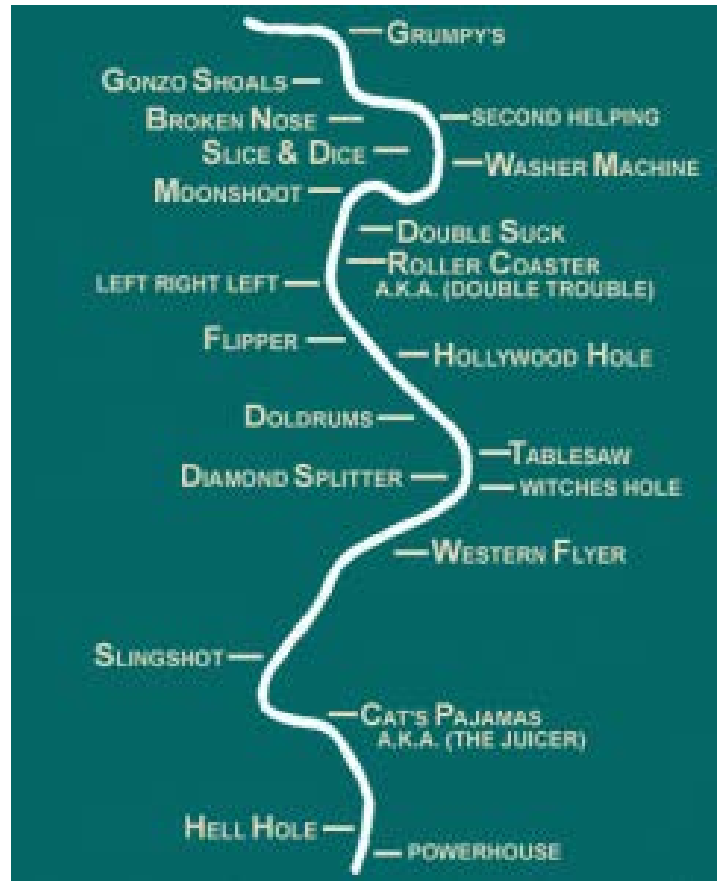 GRUMPY'S
GONZO SHOALS
BROKEN NOSE
SECOND HELPING
SLICE & DICE
WASHER MACHINE
MOONSHOOT
DOUBLE SUCK
ROLLER COASTER
A.K.A. (DOUBLE TROUBLE)
LEFT RIGHT LEFT
FLIPPER
HOLLYWOOD HOLE
DOLDRUMS
TABLESAW
DIAMOND SPLITTER
WITCHES HOLE
WESTERN FLYER
SLINGSHOT
CAT'S PAJAMAS
A.K.A. (THE JUICER)
HELL HOLE
POWERHOUSE